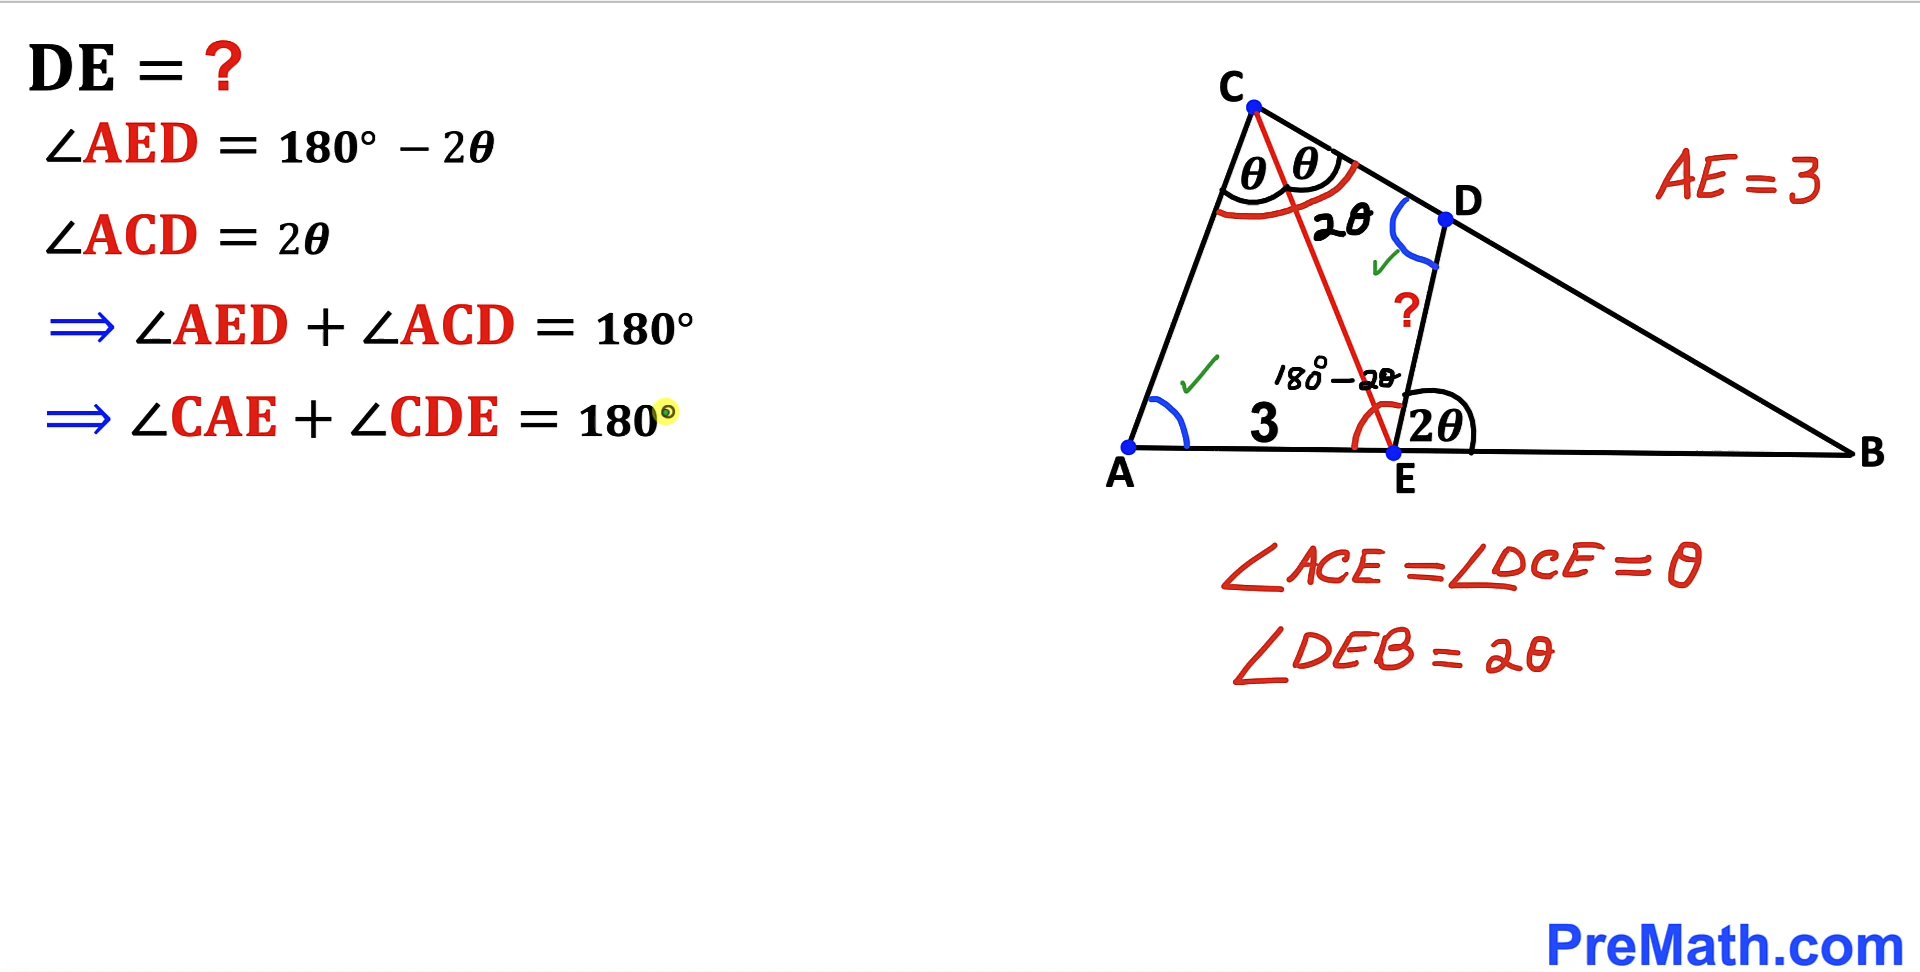 DE = ?
∠AED = 180° − 2θ
∠ACD = 2θ
⟹ ∠AED + ∠ACD = 180°
⟹ ∠CAE + ∠CDE = 180°
C
θ θ
2θ
D
?
180° − 2θ
3
2θ
A
E
B
AE = 3
∠ACE = ∠DCE = θ
∠DEB = 2θ
PreMath.com